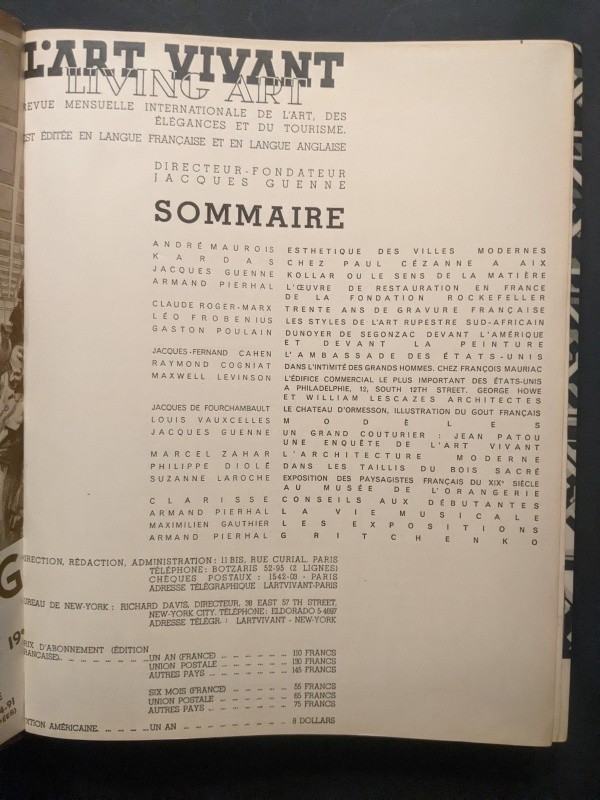 L'ART VIVANT
LIVING ART
REVUE MENSUELLE INTERNATIONALE DE L'ART, DES
ÉLÉGANCES ET DU TOURISME.
EST ÉDITÉE EN LANGUE FRANÇAISE ET EN LANGUE ANGLAISE
DIRECTEUR-FONDATEUR
JACQUES GUENNE
SOMMAIRE
ANDRÉ MAUROIS ESTHETIQUE DES VILLES MODERNES
KARDAS CHEZ PAUL CÉZANNE A AIX
JACQUES GUENNE KOLLAR OU LE SENS DE LA MATIÈRE
ARMAND PIERHAL L'ŒUVRE DE RESTAURATION EN FRANCE
DE LA FONDATION ROCKEFELLER
CLAUDE ROGER-MARX TRENTE ANS DE GRAVURE FRANÇAISE
LÉO FROBENIUS LES STYLES DE L'ART RUPESTRE SUD-AFRICAIN
GASTON POULAIN DUNOYER DE SEGONZAC DEVANT L'AMÉRIQUE
ET DEVANT LA PEINTURE
JACQUES-FERNAND CAHEN L'AMBASSADE DES ÉTATS-UNIS
RAYMOND COGNIAT DANS L'INTIMITÉ DES GRANDS HOMMES. CHEZ FRANÇOIS MAURIAC
MAXWELL LEVINSON L'ÉDIFICE COMMERCIAL LE PLUS IMPORTANT DES ÉTATS-UNIS
A PHILADELPHIE, 12, SOUTH 12TH STREET. GEORGE HOWE
ET WILLIAM LESCAZES ARCHITECTES
JACQUES DE FOURCHAMBAULT LE CHATEAU D'ORMESSON, ILLUSTRATION DU GOUT FRANÇAIS
LOUIS VAUXCELLES MODÈLES
JACQUES GUENNE UN GRAND COUTURIER : JEAN PATOU
UNE ENQUÊTE DE L'ART VIVANT
MARCEL ZAHAR L'ARCHITECTURE MODERNE
PHILIPPE DIOLÉ DANS LES TAILLIS DU BOIS SACRÉ
SUZANNE LAROCHE EXPOSITION DES PAYSAGISTES FRANÇAIS DU XIXe SIÈCLE
AU MUSÉE DE L'ORANGERIE
CLARISSE CONSEILS AUX DÉBUTANTES
ARMAND PIERHAL LA VIE MUSICALE
MAXIMILIEN GAUTHIER LES EXPOSITIONS
ARMAND PIERHAL GRITCHENKO
DIRECTION, RÉDACTION, ADMINISTRATION : 11 BIS, RUE CURIAL, PARIS
TÉLÉPHONE : BOTZARIS 52-95 (2 LIGNES)
CHÈQUES POSTAUX : 1542-03 - PARIS
ADRESSE TÉLÉGRAPHIQUE LARTVIVANT-PARIS
BUREAU DE NEW-YORK : RICHARD DAVIS, DIRECTEUR, 38 EAST 57 TH STREET,
NEW-YORK CITY. TÉLÉPHONE : ELDORADO 5-4697
ADRESSE TÉLÉGR. : LARTVIVANT - NEW-YORK
PRIX D'ABONNEMENT (ÉDITION
FRANÇAISE). UN AN (FRANCE) 110 FRANCS
UNION POSTALE 130 FRANCS
AUTRES PAYS 145 FRANCS
SIX MOIS (FRANCE) 55 FRANCS
UNION POSTALE 65 FRANCS
AUTRES PAYS 75 FRANCS
ÉDITION AMÉRICAINE. UN AN 8 DOLLARS